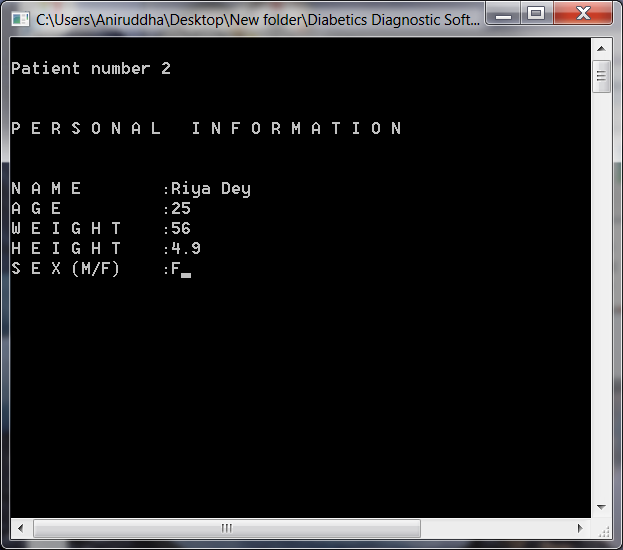 C:\Users\Aniruddha\Desktop\New folder\Diabetics Diagnostic Soft...
Patient number 2
P E R S O N A L   I N F O R M A T I O N
N A M E        :Riya Dey
A G E          :25
W E I G H T    :56
H E I G H T    :4.9
S E X (M/F)    :F